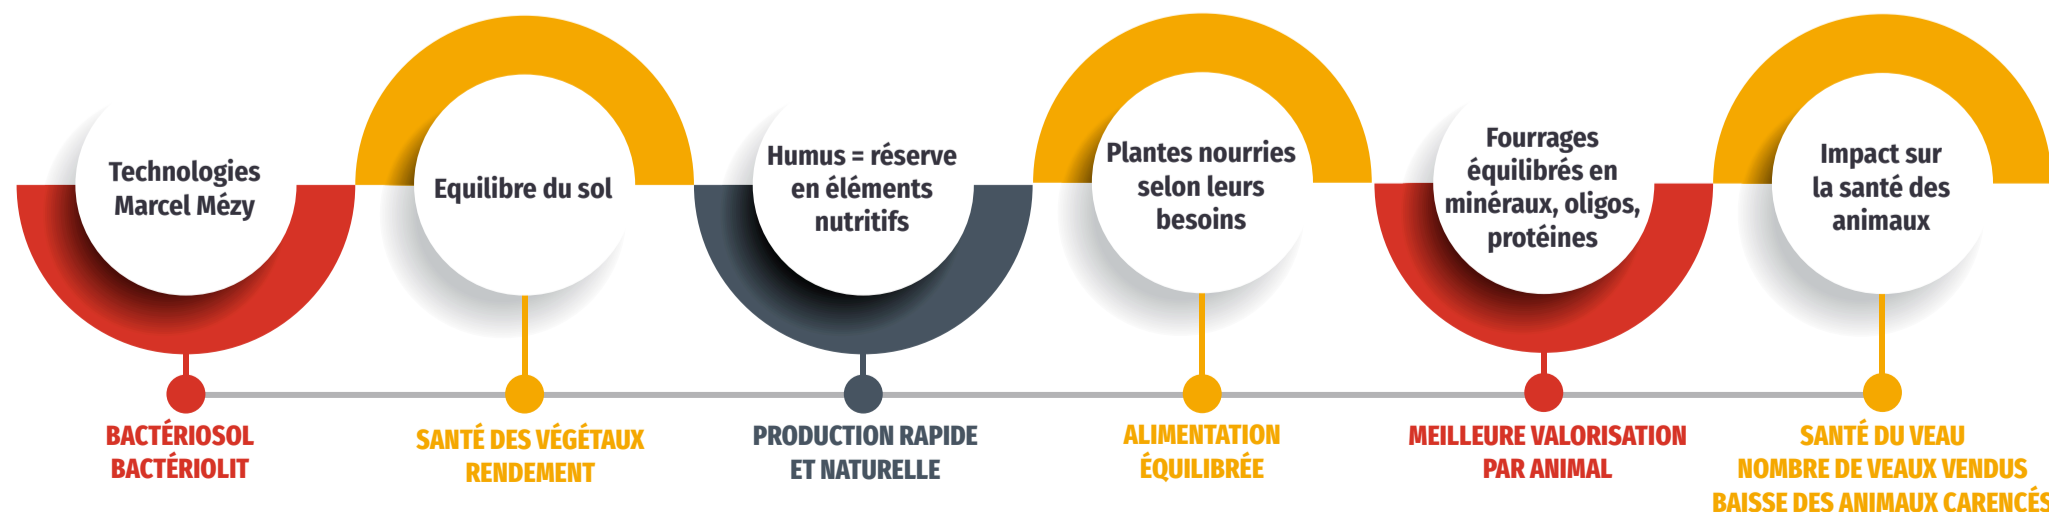 Technologies
Marcel Mézy
Equilibre du sol
Humus = réserve
en éléments
nutritifs
Plantes nourries
selon leurs
besoins
Fourrages
équilibrés en
minéraux, oligos,
protéines
Impact sur
la santé des
animaux
BACTÉRIOSOL
BACTÉRIOLIT
SANTÉ DES VÉGÉTAUX
RENDEMENT
PRODUCTION RAPIDE
ET NATURELLE
ALIMENTATION
ÉQUILIBRÉE
MEILLEURE VALORISATION
PAR ANIMAL
SANTÉ DU VEAU
NOMBRE DE VEAUX VENDUS
BAISSE DES ANIMAUX CARENCÉS